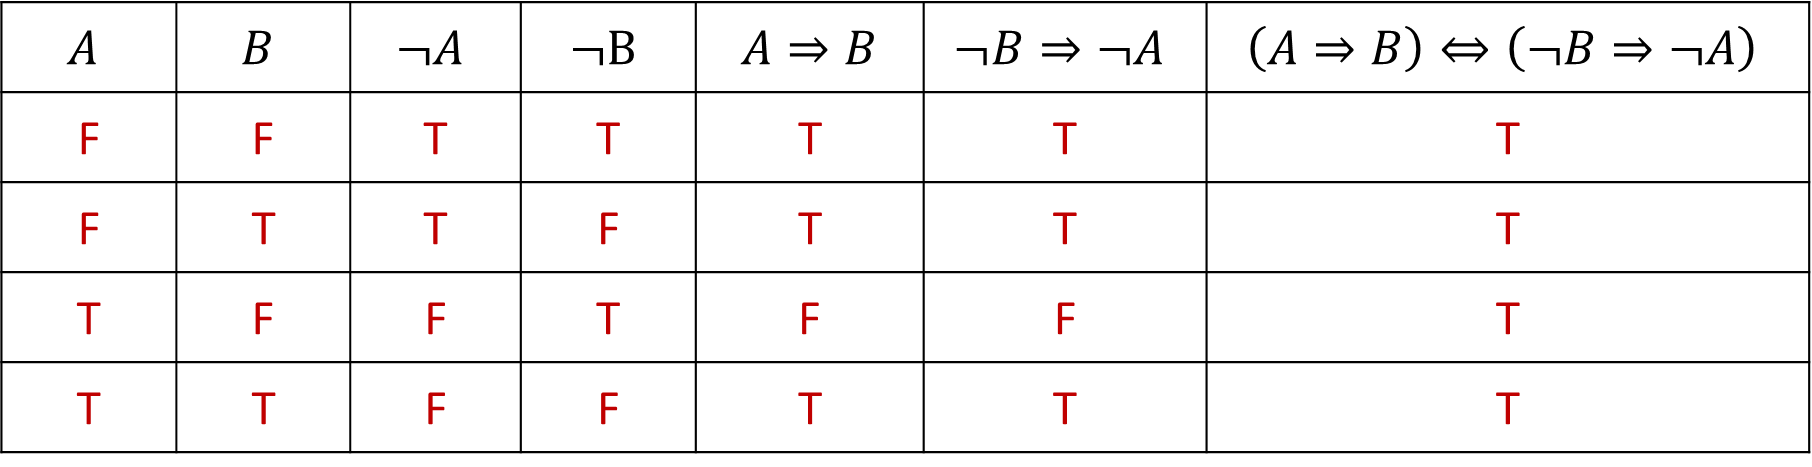 A B ¬A ¬B A ⇒ B ¬B ⇒ ¬A (A ⇒ B) ⇔ (¬B ⇒ ¬A)
F F T T T T T
F T T F T T T
T F F T F F T
T T F F T T T